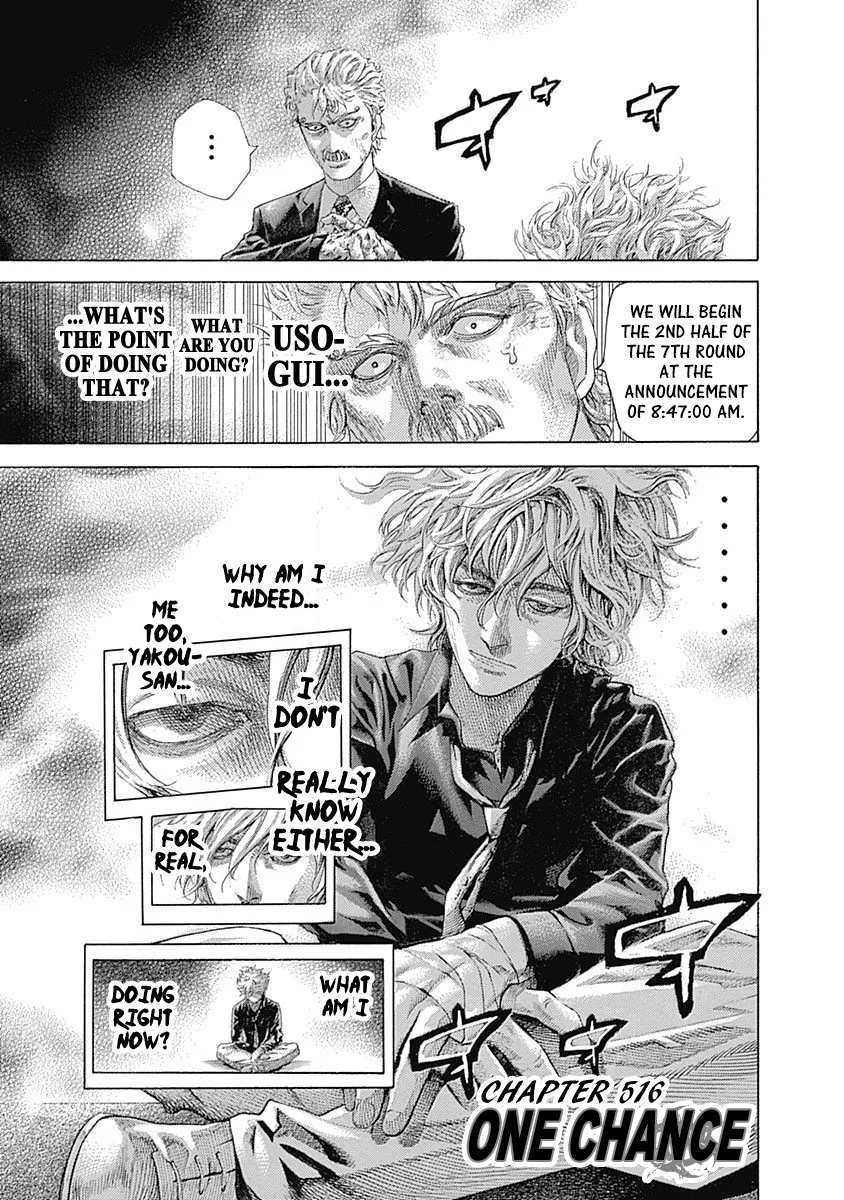 ...
WE WILL BEGIN
THE 2ND HALF OF
THE 7TH ROUND
AT THE
ANNOUNCEMENT
OF 8:47:00 AM.
USO-
GUI...
WHAT
ARE YOU
DOING?
...WHAT'S
THE POINT
OF DOING
THAT?
......
WHY AM I
INDEED...
ME
TOO,
YAKOU-
SAN...
I
DON'T
REALLY
KNOW
EITHER...
FOR
REAL,
WHAT
AM I
DOING
RIGHT
NOW?
CHAPTER 516
ONE CHANCE